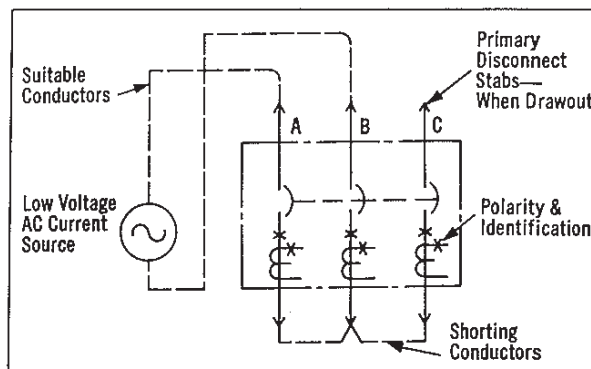 Primary
Disconnect
Stabs—
When Drawout
Suitable
Conductors
A
B
C
Low Voltage
AC Current
Source
Polarity &
Identification
Shorting
Conductors